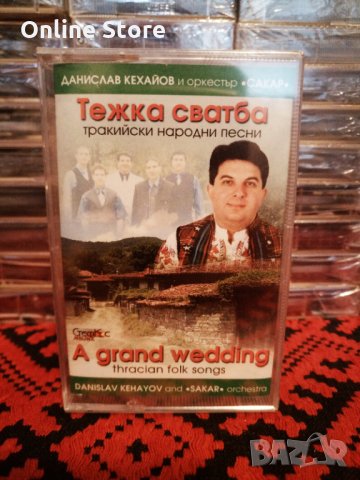 Online Store
ДАНИСЛАВ КЕХАЙОВ и оркестър «САКАР»
Тежка сватба
тракийски народни песни
A grand wedding
thracian folk songs
DANISLAV KEHAYOV and «SAKAR» orchestra
BAZAR